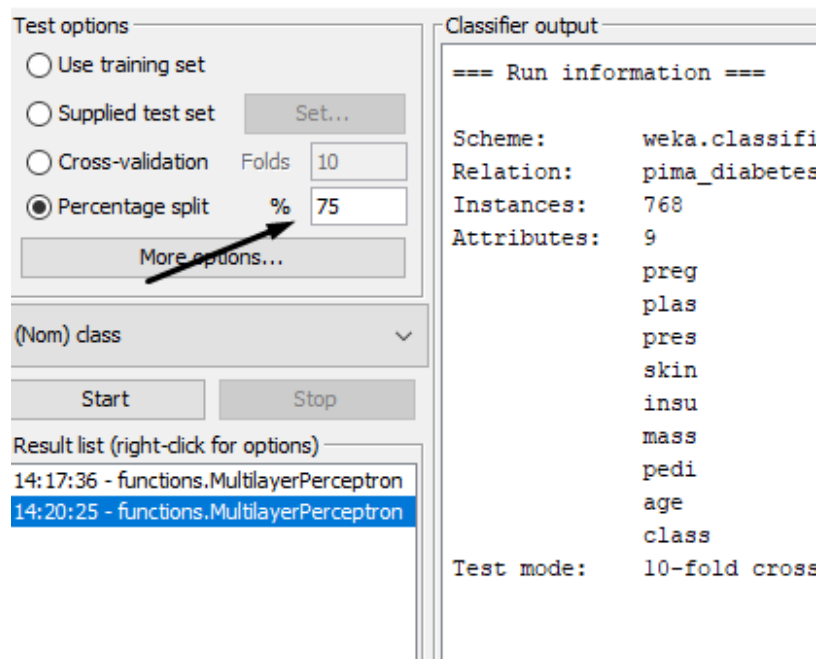 Test options
Use training set
Supplied test set Set...
Cross-validation Folds 10
Percentage split % 75
More options...
(Nom) class
Start Stop
Result list (right-click for options)
14:17:36 - functions.MultilayerPerceptron
14:20:25 - functions.MultilayerPerceptron
Classifier output
=== Run information ===
Scheme: weka.classifi
Relation: pima_diabetes
Instances: 768
Attributes: 9
preg
plas
pres
skin
insu
mass
pedi
age
class
Test mode: 10-fold cross